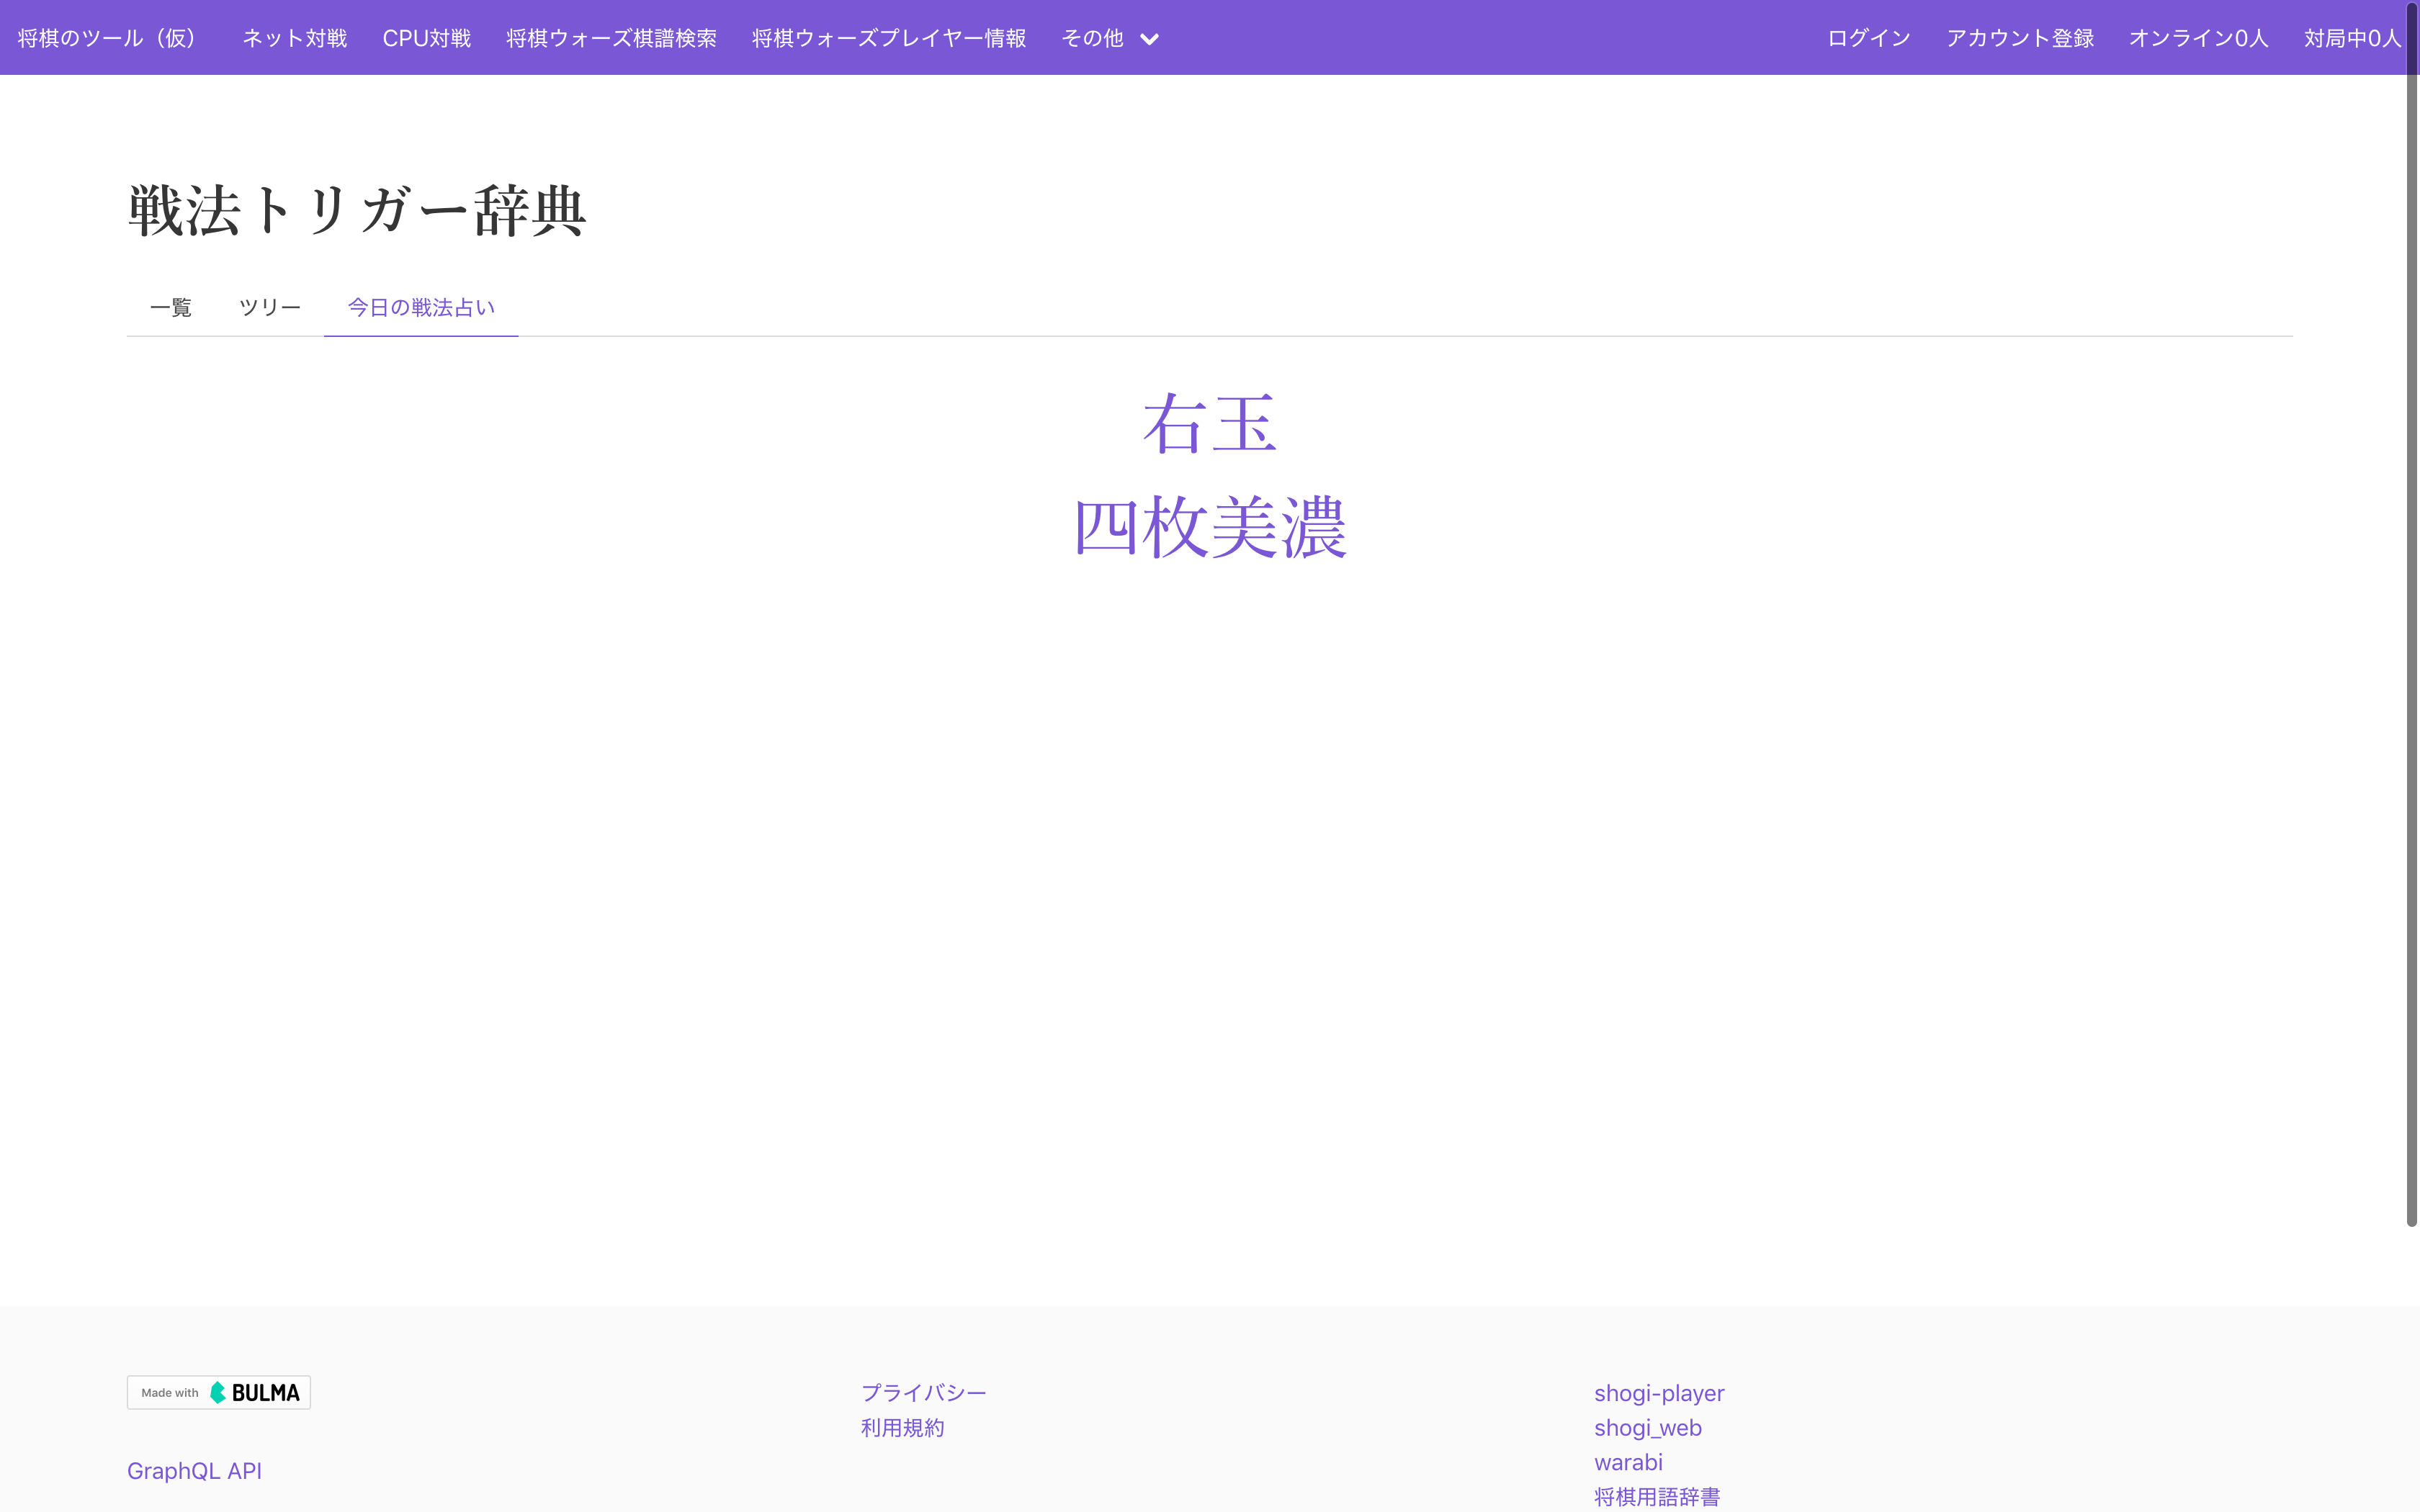 将棋のツール（仮） ネット対戦 CPU対戦 将棋ウォーズ棋譜検索 将棋ウォーズプレイヤー情報 その他 ログイン アカウント登録 オンライン0人 対局中0人
戦法トリガー辞典
一覧 ツリー 今日の戦法占い
右玉
四枚美濃
Made with BULMA
GraphQL API
プライバシー
利用規約
shogi-player
shogi_web
warabi
将棋用語辞書